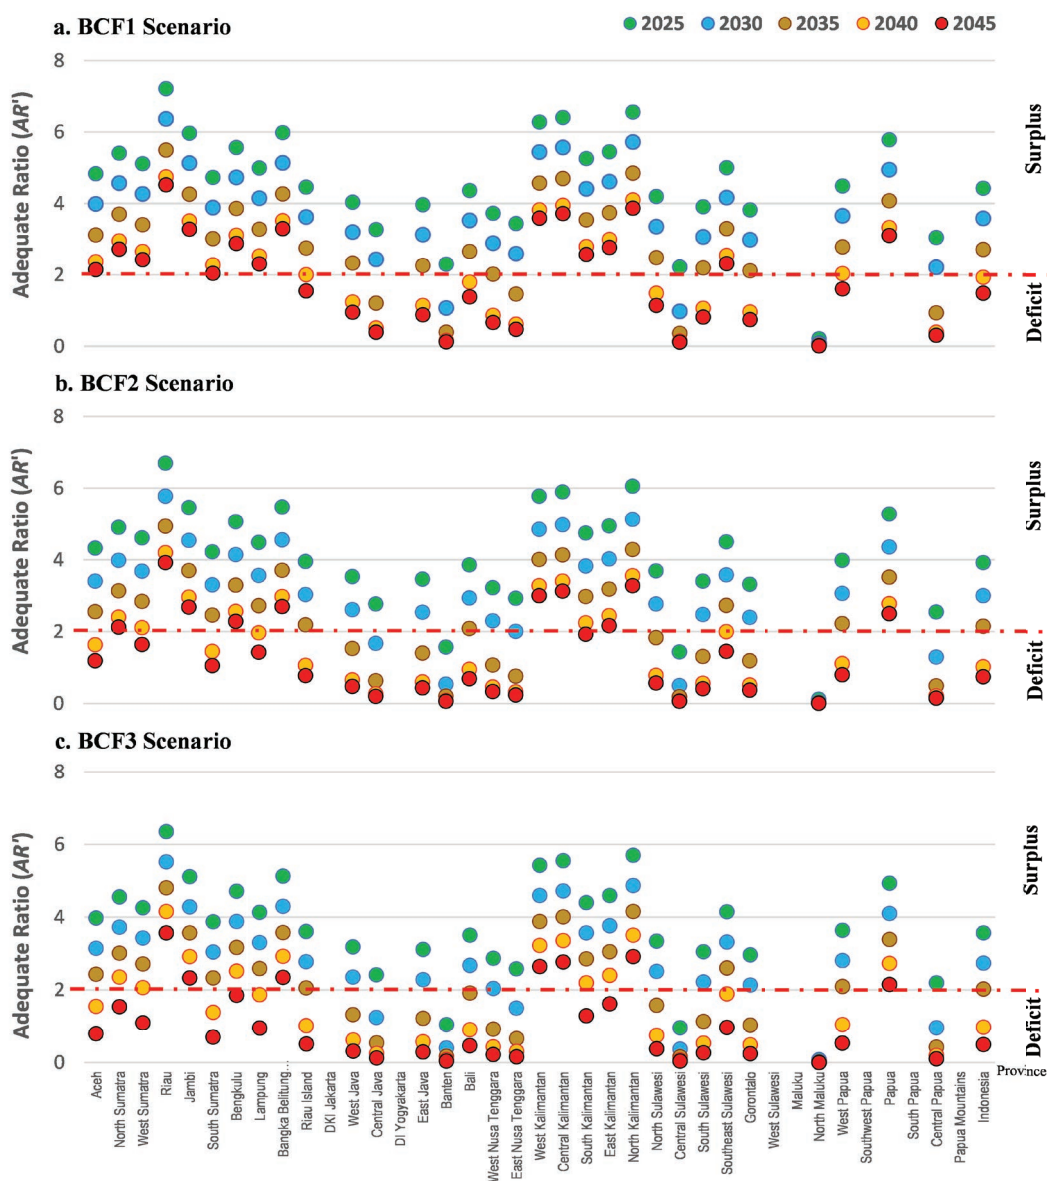 a. BCF1 Scenario
2025 2030 2035 2040 2045
Adequate Ratio (AR')
8
6
4
2
0
Surplus
Deficit
b. BCF2 Scenario
Adequate Ratio (AR')
8
6
4
2
0
Surplus
Deficit
c. BCF3 Scenario
Adequate Ratio (AR')
8
6
4
2
0
Surplus
Deficit
Province
Aceh
North Sumatra
West Sumatra
Riau
Jambi
South Sumatra
Bengkulu
Lampung
Bangka Belitung...
Riau Island
DKI Jakarta
West Java
Central Java
DI Yogyakarta
East Java
Banten
Bali
West Nusa Tenggara
East Nusa Tenggara
West Kalimantan
Central Kalimantan
South Kalimantan
East Kalimantan
North Kalimantan
North Sulawesi
Central Sulawesi
South Sulawesi
Southeast Sulawesi
Gorontalo
West Sulawesi
Maluku
North Maluku
West Papua
Southwest Papua
Papua
South Papua
Central Papua
Papua Mountains
Indonesia